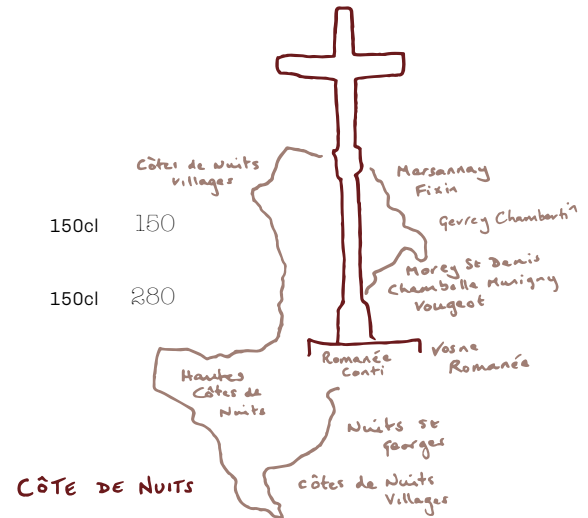 Côtes de Nuits
Villages
Marsannay
Fixin
Gevrey Chambertin
150cl 150
Morey St Denis
Chambolle Musigny
Vougeot
150cl 280
Romanée
Conti
Vosne
Romanée
Hautes
Côtes de
Nuits
Nuits St
Georges
Côtes de Nuits
Villages
CÔTE DE NUITS